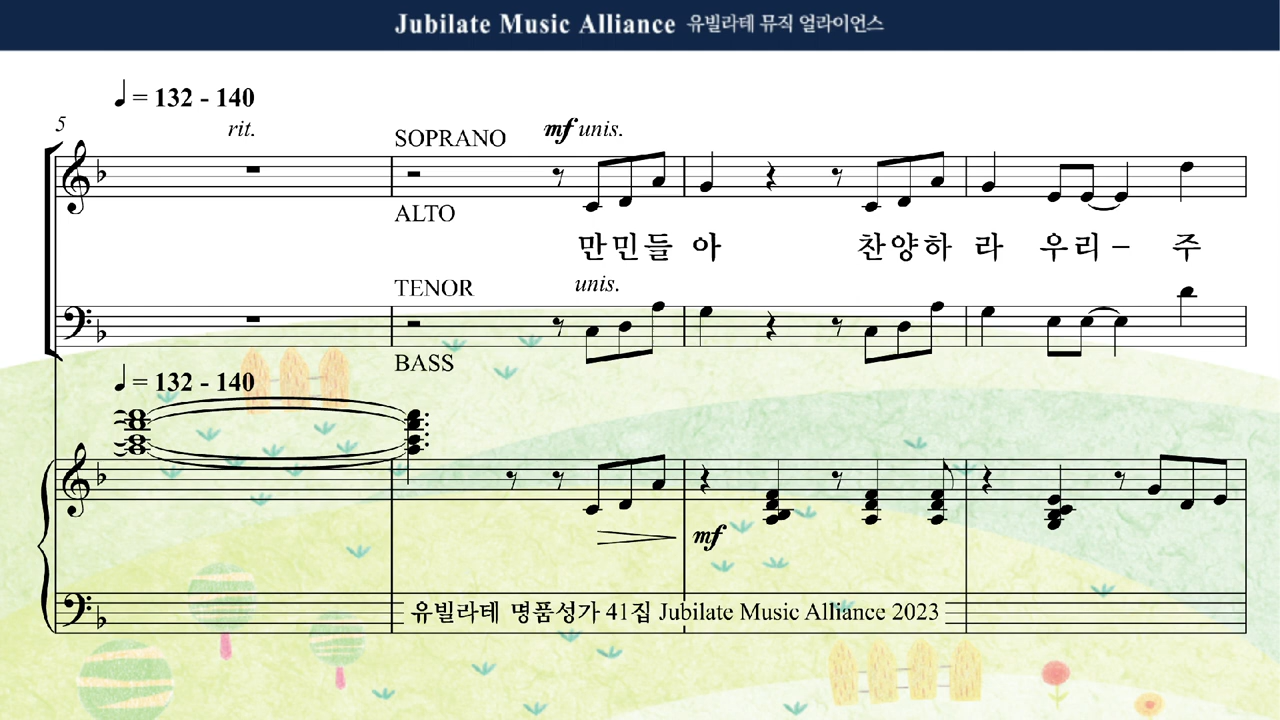 Jubilate Music Alliance 유빌라테 뮤직 얼라이언스
♩ = 132 - 140
5
rit.
SOPRANO
mf unis.
ALTO
만민들 아 찬양하 라 우리 – 주
TENOR
unis.
BASS
♩ = 132 - 140
mf
유빌라테 명품성가 41집 Jubilate Music Alliance 2023